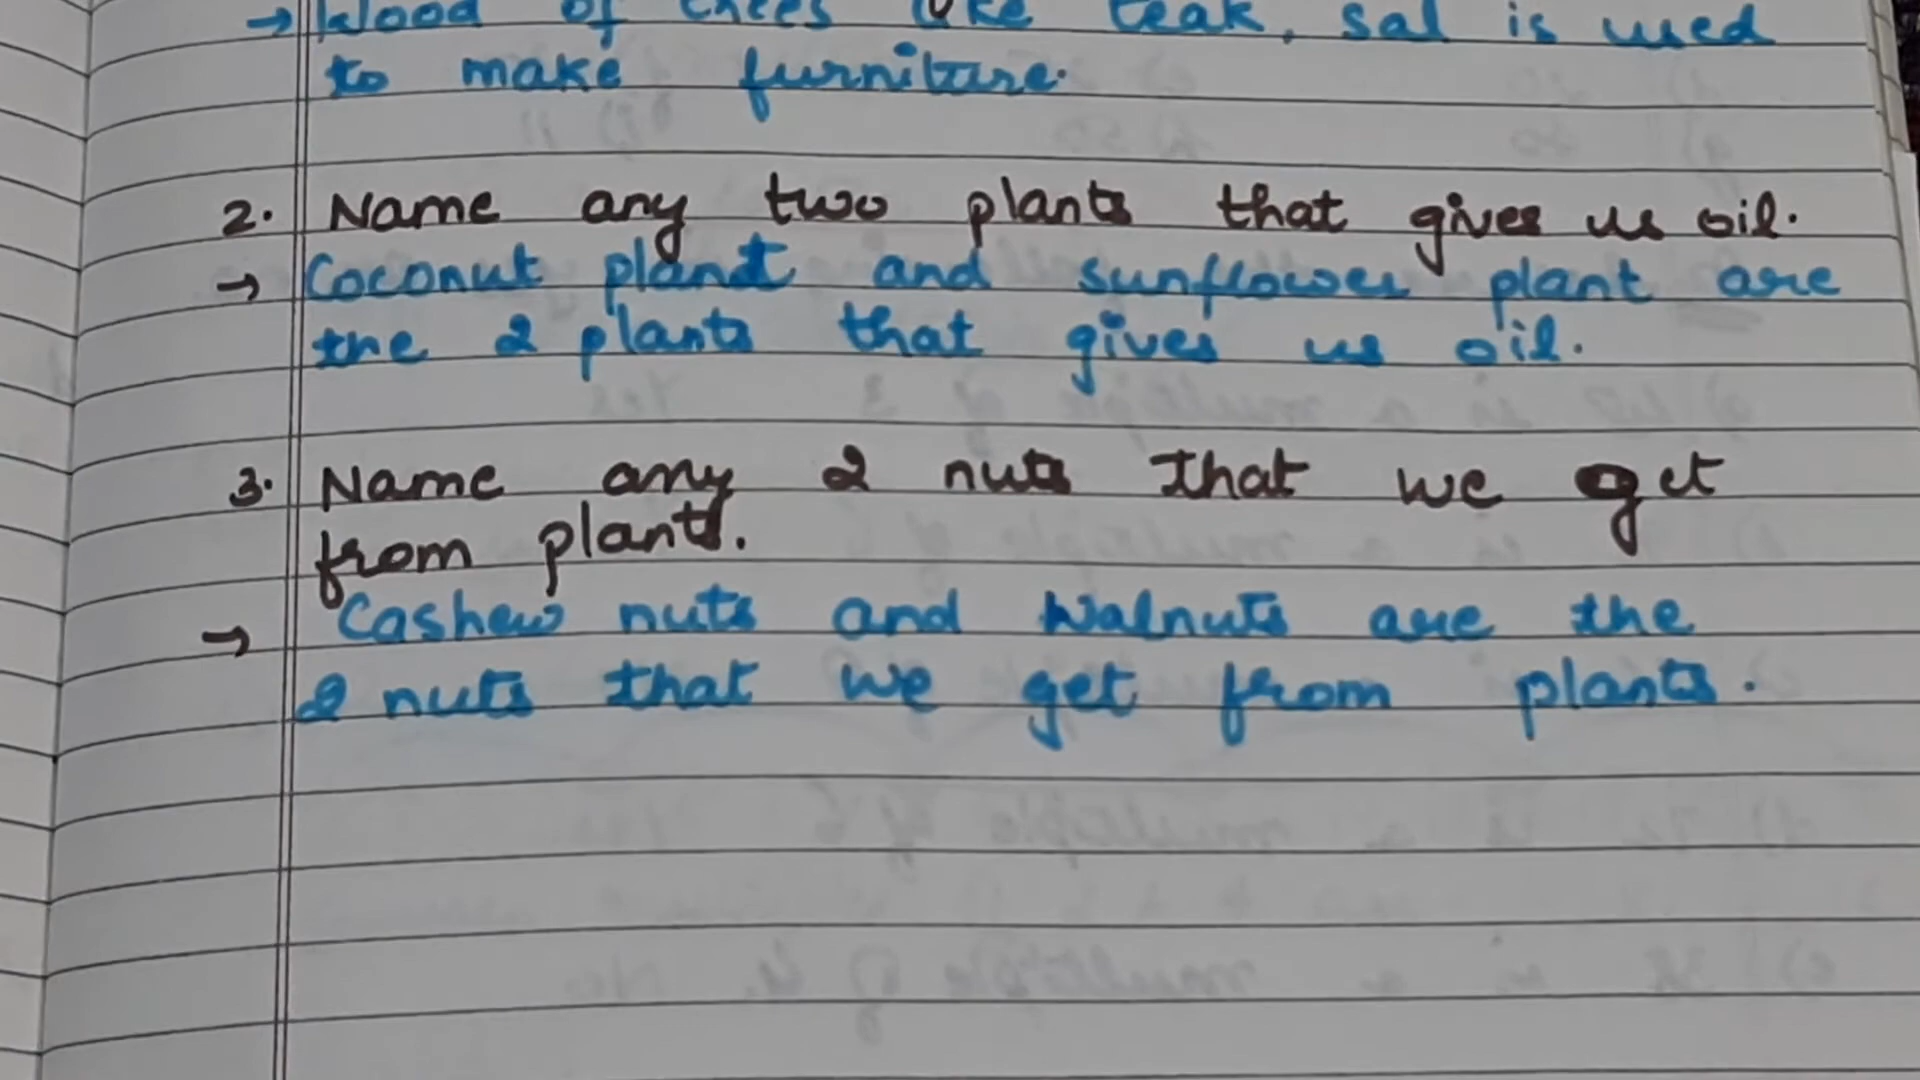 → Wood of trees like teak, sal is used
to make furniture.
2. Name any two plants that gives us oil.
→ Coconut plant and sunflower plant are
the 2 plants that gives us oil.
3. Name any 2 nuts that we get
from plants.
→ Cashew nuts and Walnuts are the
2 nuts that we get from plants.